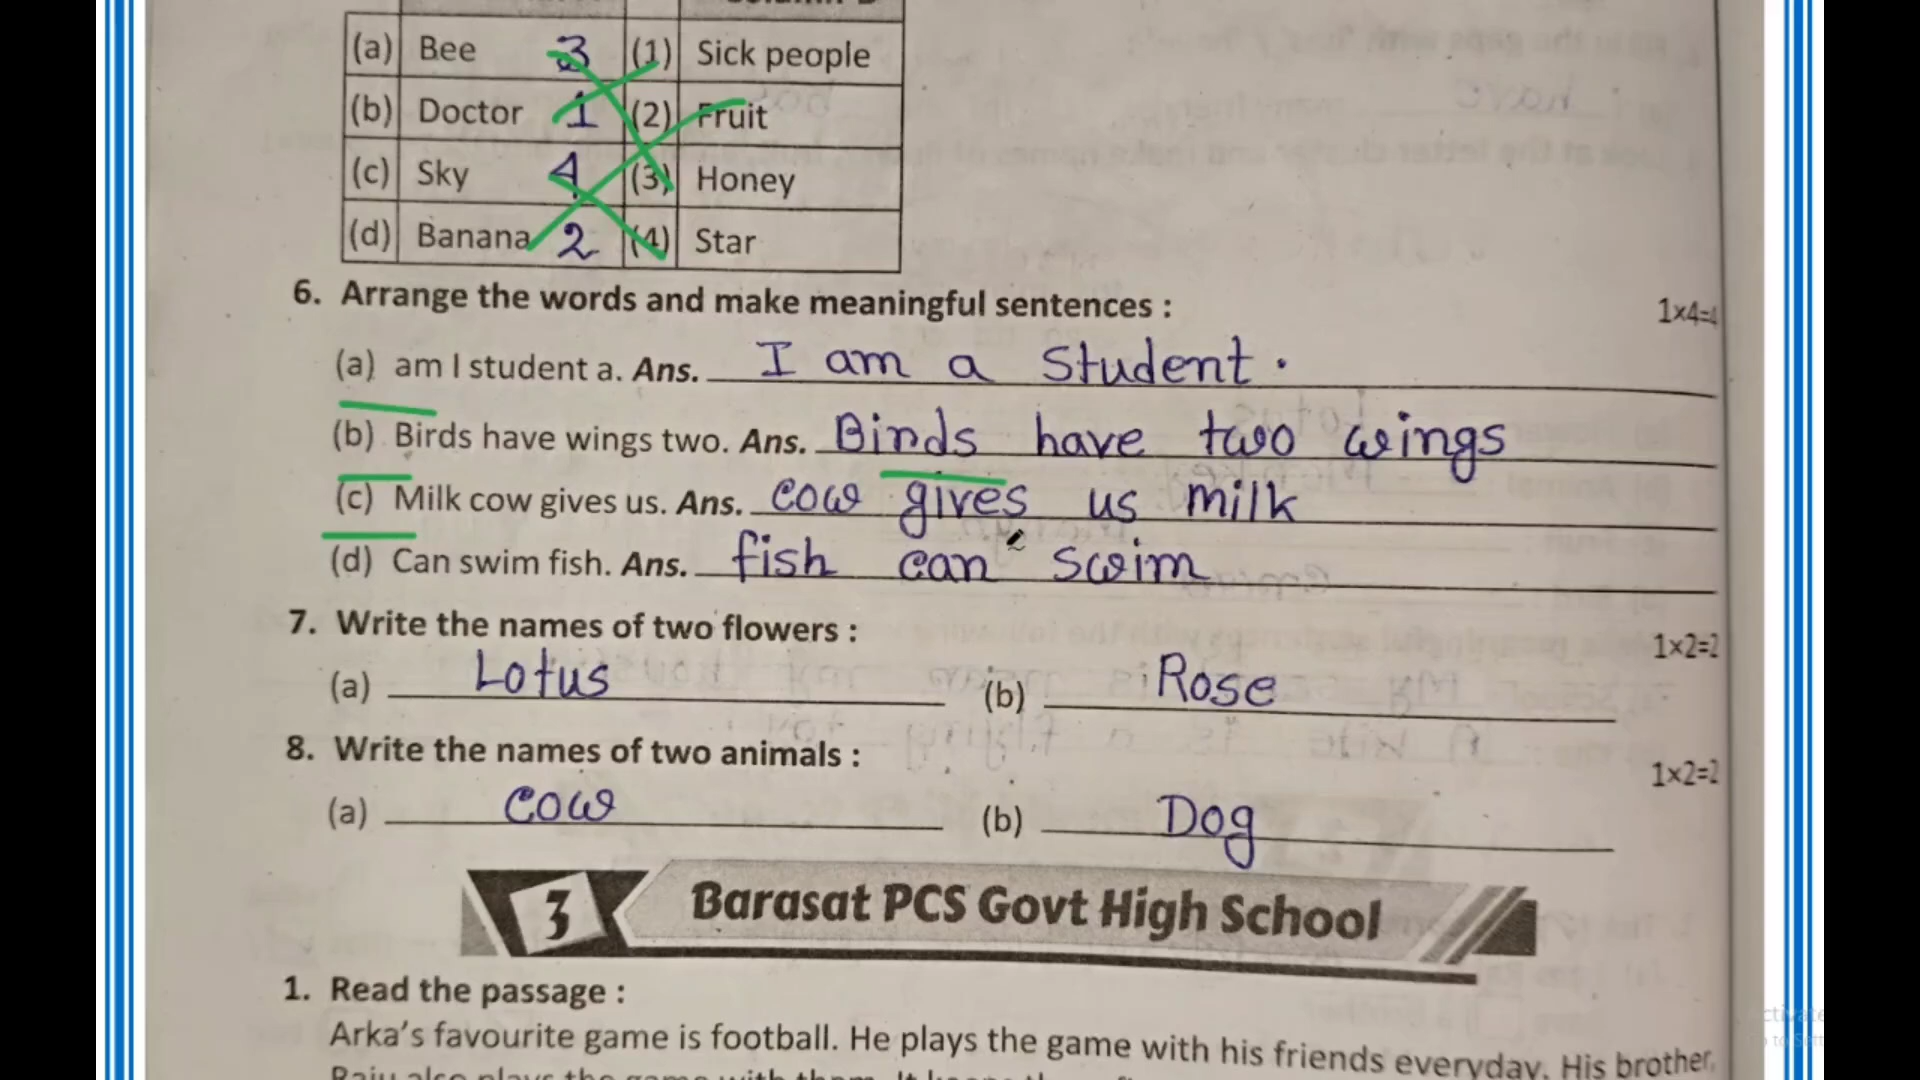 (a) Bee 3 (1) Sick people
(b) Doctor 1 (2) Fruit
(c) Sky 4 (3) Honey
(d) Banana 2 (4) Star
6. Arrange the words and make meaningful sentences : 1×4=4
(a) am I student a. Ans. I am a Student.
(b) Birds have wings two. Ans. Birds have two wings
(c) Milk cow gives us. Ans. cow gives us milk
(d) Can swim fish. Ans. fish can swim
7. Write the names of two flowers : 1×2=2
(a) Lotus (b) Rose
8. Write the names of two animals : 1×2=2
(a) cow (b) Dog
3 Barasat PCS Govt High School
1. Read the passage :
Arka's favourite game is football. He plays the game with his friends everyday. His brother